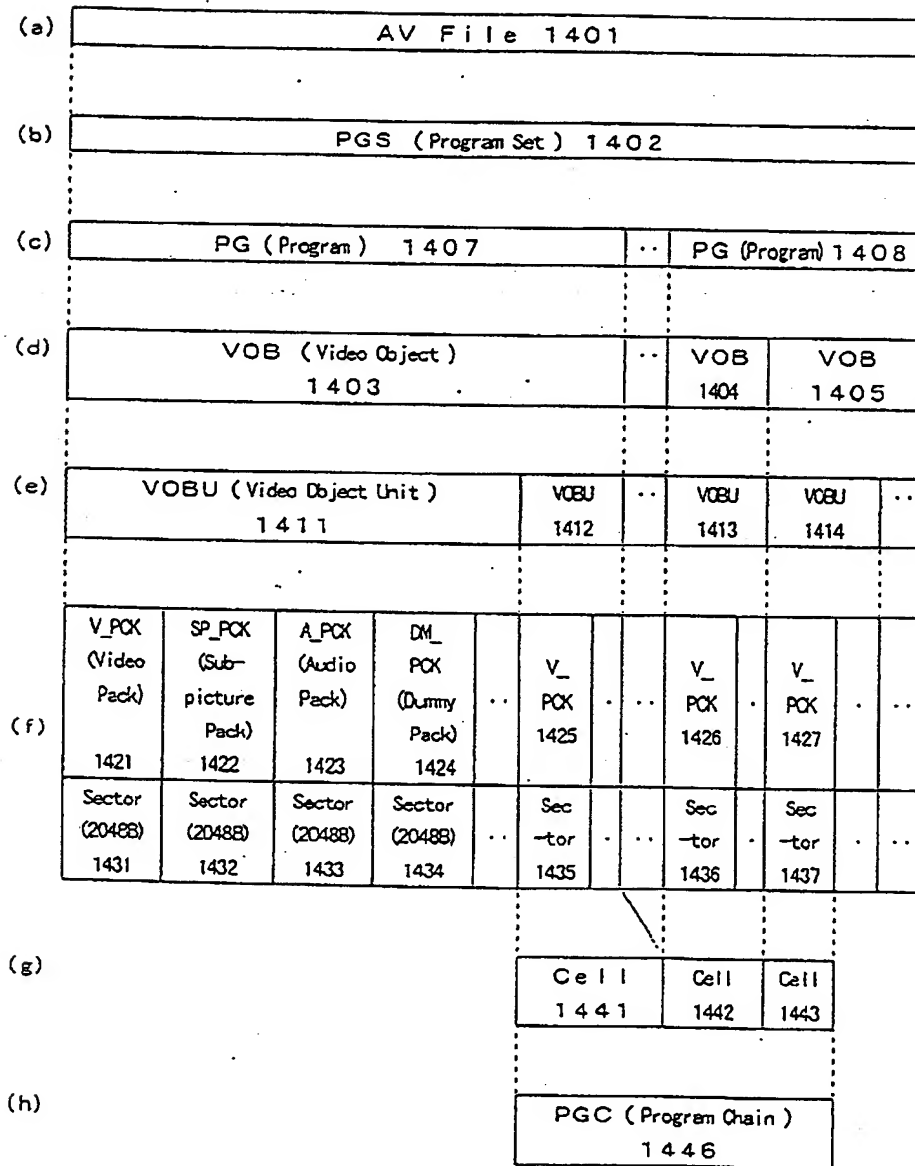 (a) AV File 1401
(b) PGS (Program Set) 1402
(c) PG (Program) 1407 ·· PG (Program) 1408
(d) VOB (Video Object) ·· VOB VOB
1403 1404 1405
(e) VOBU (Video Object Unit) VOBU ·· VOBU VOBU ··
1411 1412 1413 1414
V_PCK SP_PCK A_PCK DM_
(Video (Sub- (Audio PCK V_ V_ V_
Pack) picture Pack) (Dummy ·· PCK · ·· PCK · PCK · ··
(f) Pack) Pack) 1425 1426 1427
1421 1422 1423 1424
Sector Sector Sector Sector Sec Sec Sec
(2048B) (2048B) (2048B) (2048B) ·· -tor · ·· -tor · -tor · ··
1431 1432 1433 1434 1435 1436 1437
(g) Cell Cell Cell
1441 1442 1443
(h) PGC (Program Chain)
1446